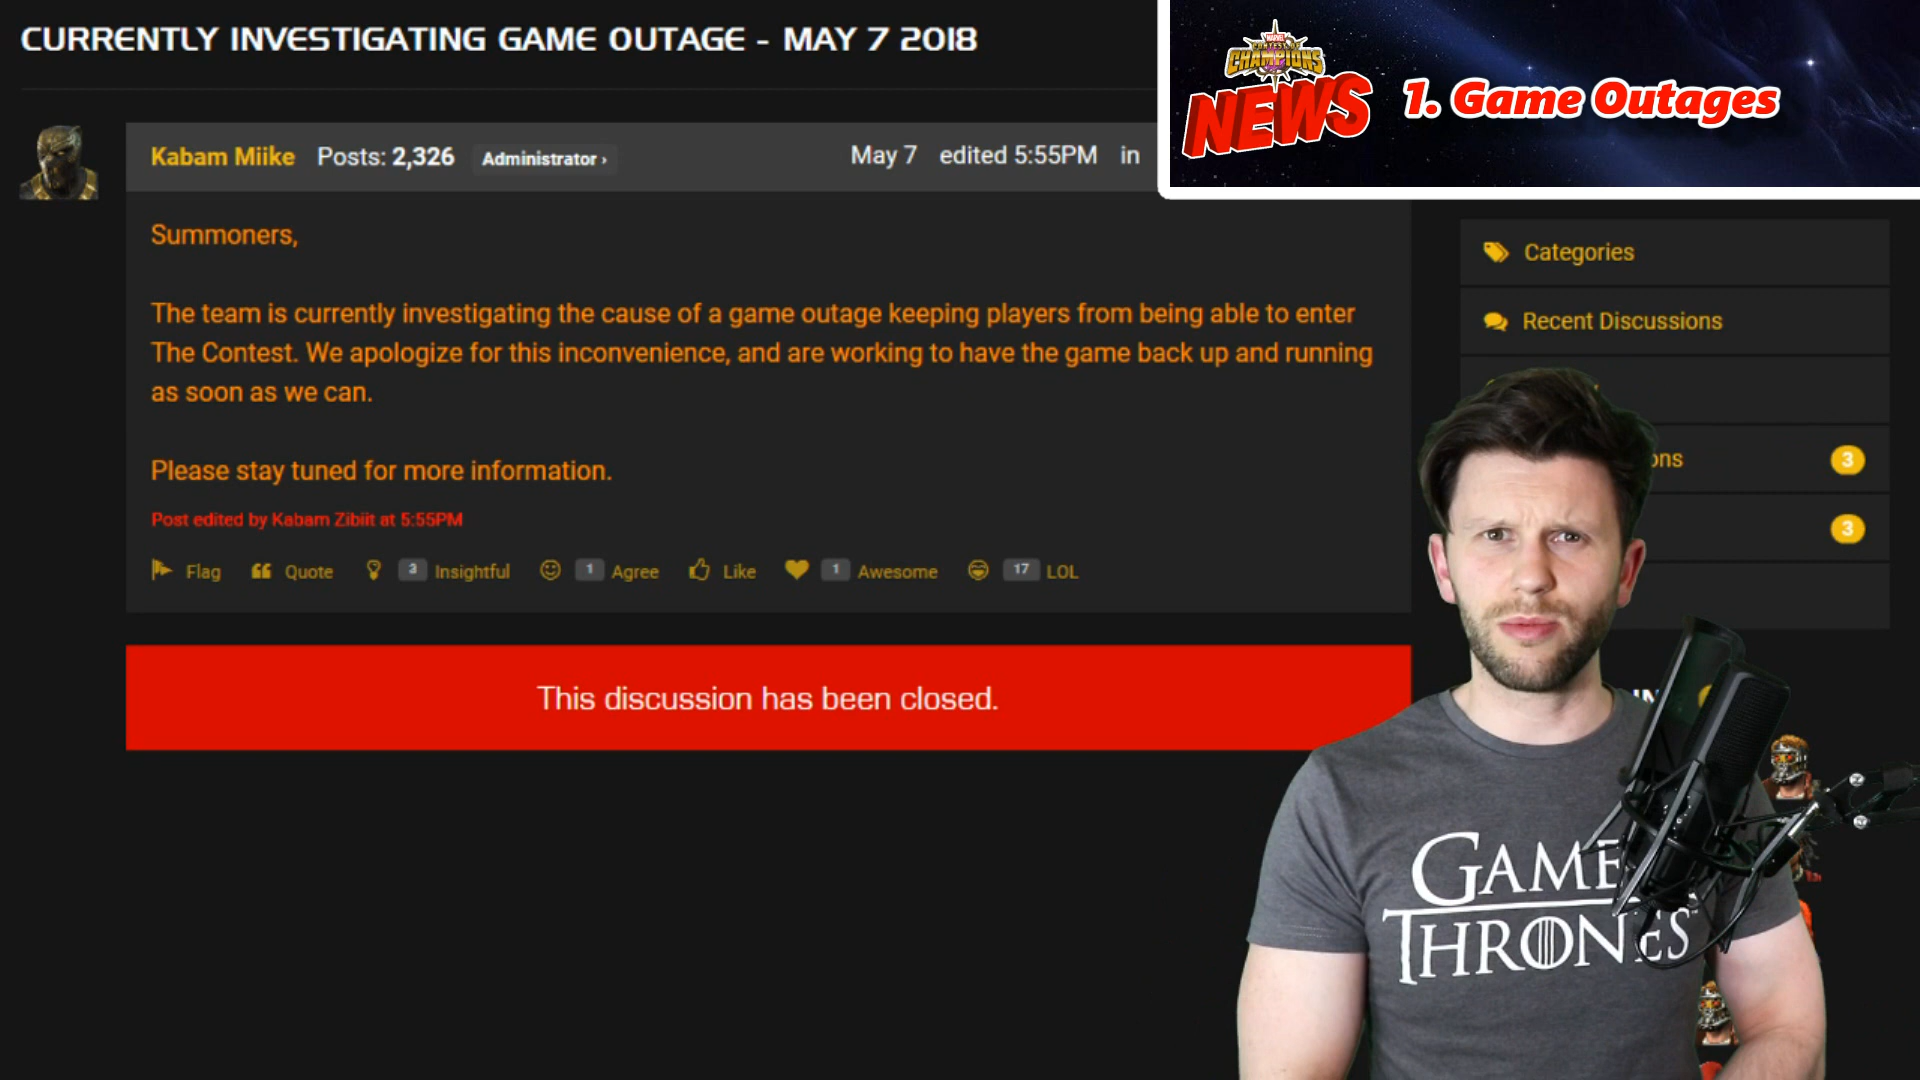 CURRENTLY INVESTIGATING GAME OUTAGE - MAY 7 2018
MARVEL
CONTEST OF
CHAMPIONS
NEWS
1. Game Outages
Kabam Miike Posts: 2,326 Administrator › May 7 edited 5:55PM in
Summoners,
The team is currently investigating the cause of a game outage keeping players from being able to enter
The Contest. We apologize for this inconvenience, and are working to have the game back up and running
as soon as we can.
Please stay tuned for more information.
Post edited by Kabam Zibiit at 5:55PM
Flag Quote 3 Insightful 1 Agree Like 1 Awesome 17 LOL
This discussion has been closed.
Categories
Recent Discussions
ons 3
3
IN
GAME
THRONES